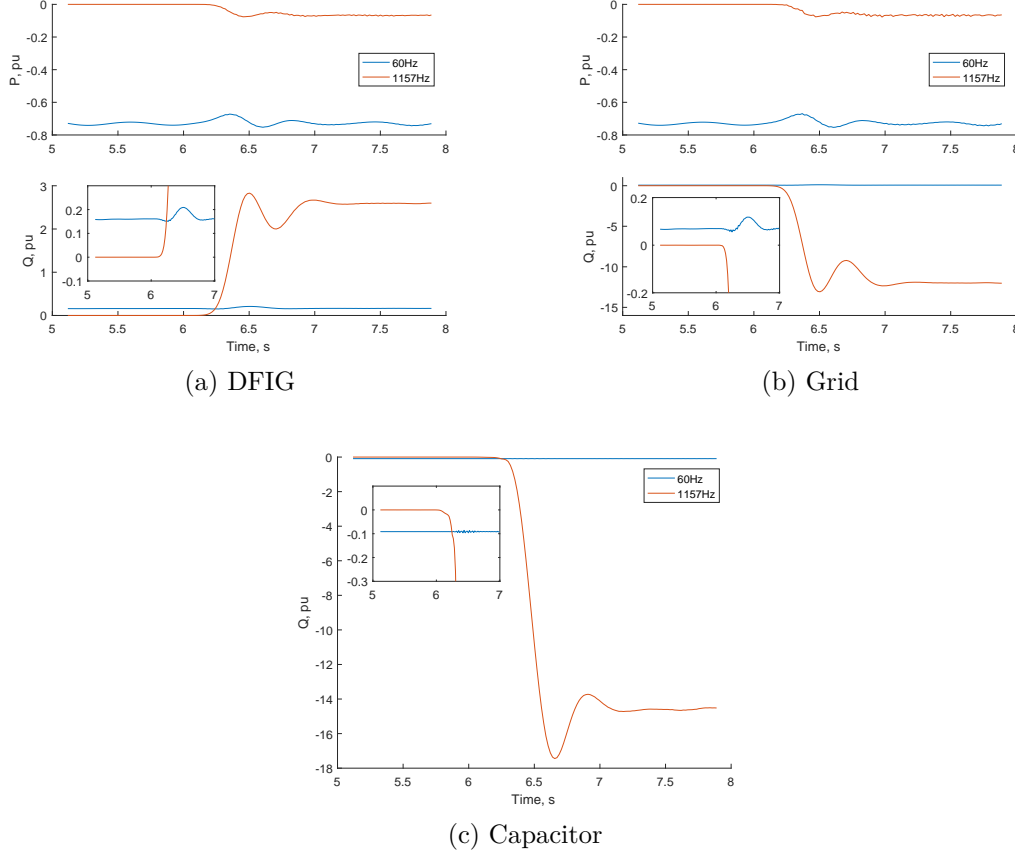 0
-0.2
-0.4
-0.6
-0.8
P, pu
60Hz
1157Hz
5 5.5 6 6.5 7 7.5 8
3
2
1
0
Q, pu
0.2
0.1
0
-0.1
5 6 7
5 5.5 6 6.5 7 7.5 8
Time, s
(a) DFIG
0
-0.2
-0.4
-0.6
-0.8
P, pu
60Hz
1157Hz
5 5.5 6 6.5 7 7.5 8
0
-5
-10
-15
Q, pu
0.2
0
-0.2
5 6 7
5 5.5 6 6.5 7 7.5 8
Time, s
(b) Grid
0
-2
-4
-6
-8
-10
-12
-14
-16
-18
Q, pu
60Hz
1157Hz
0
-0.1
-0.2
-0.3
5 6 7
5 5.5 6 6.5 7 7.5 8
Time, s
(c) Capacitor